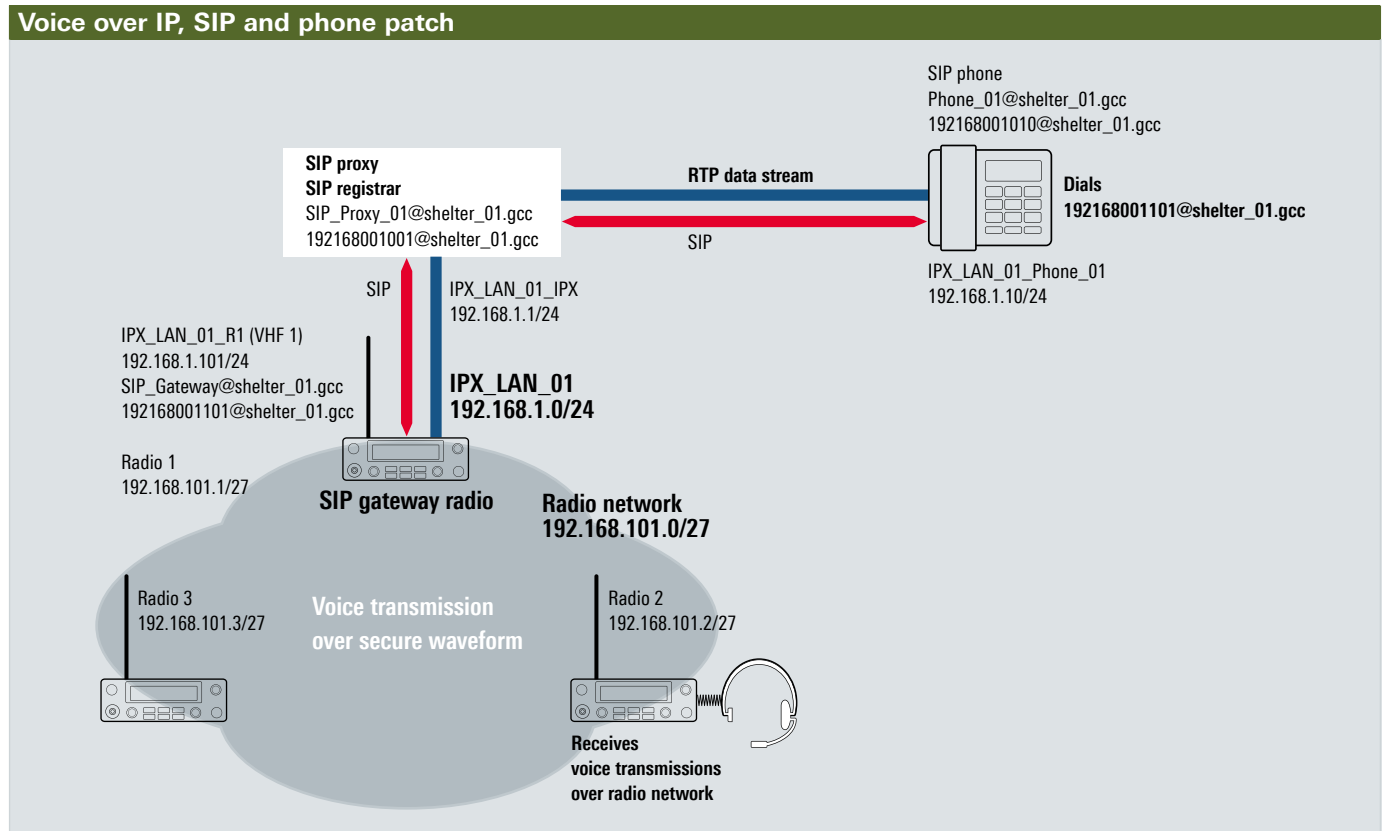 Voice over IP, SIP and phone patch
SIP phone
Phone_01@shelter_01.gcc
192168001010@shelter_01.gcc
SIP proxy
SIP registrar
SIP_Proxy_01@shelter_01.gcc
192168001001@shelter_01.gcc
RTP data stream
SIP
Dials
192168001101@shelter_01.gcc
IPX_LAN_01_Phone_01
192.168.1.10/24
SIP
IPX_LAN_01_IPX
192.168.1.1/24
IPX_LAN_01_R1 (VHF 1)
192.168.1.101/24
SIP_Gateway@shelter_01.gcc
192168001101@shelter_01.gcc
IPX_LAN_01
192.168.1.0/24
Radio 1
192.168.101.1/27
SIP gateway radio
Radio network
192.168.101.0/27
Radio 3
192.168.101.3/27
Voice transmission
over secure waveform
Radio 2
192.168.101.2/27
Receives
voice transmissions
over radio network